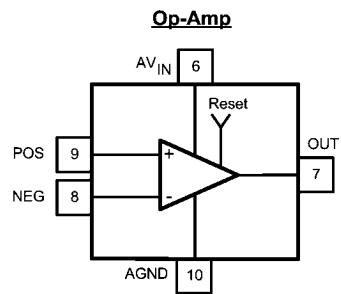 Op-Amp
AVIN 6
Reset
POS 9 + OUT
7
NEG 8 -
AGND 10